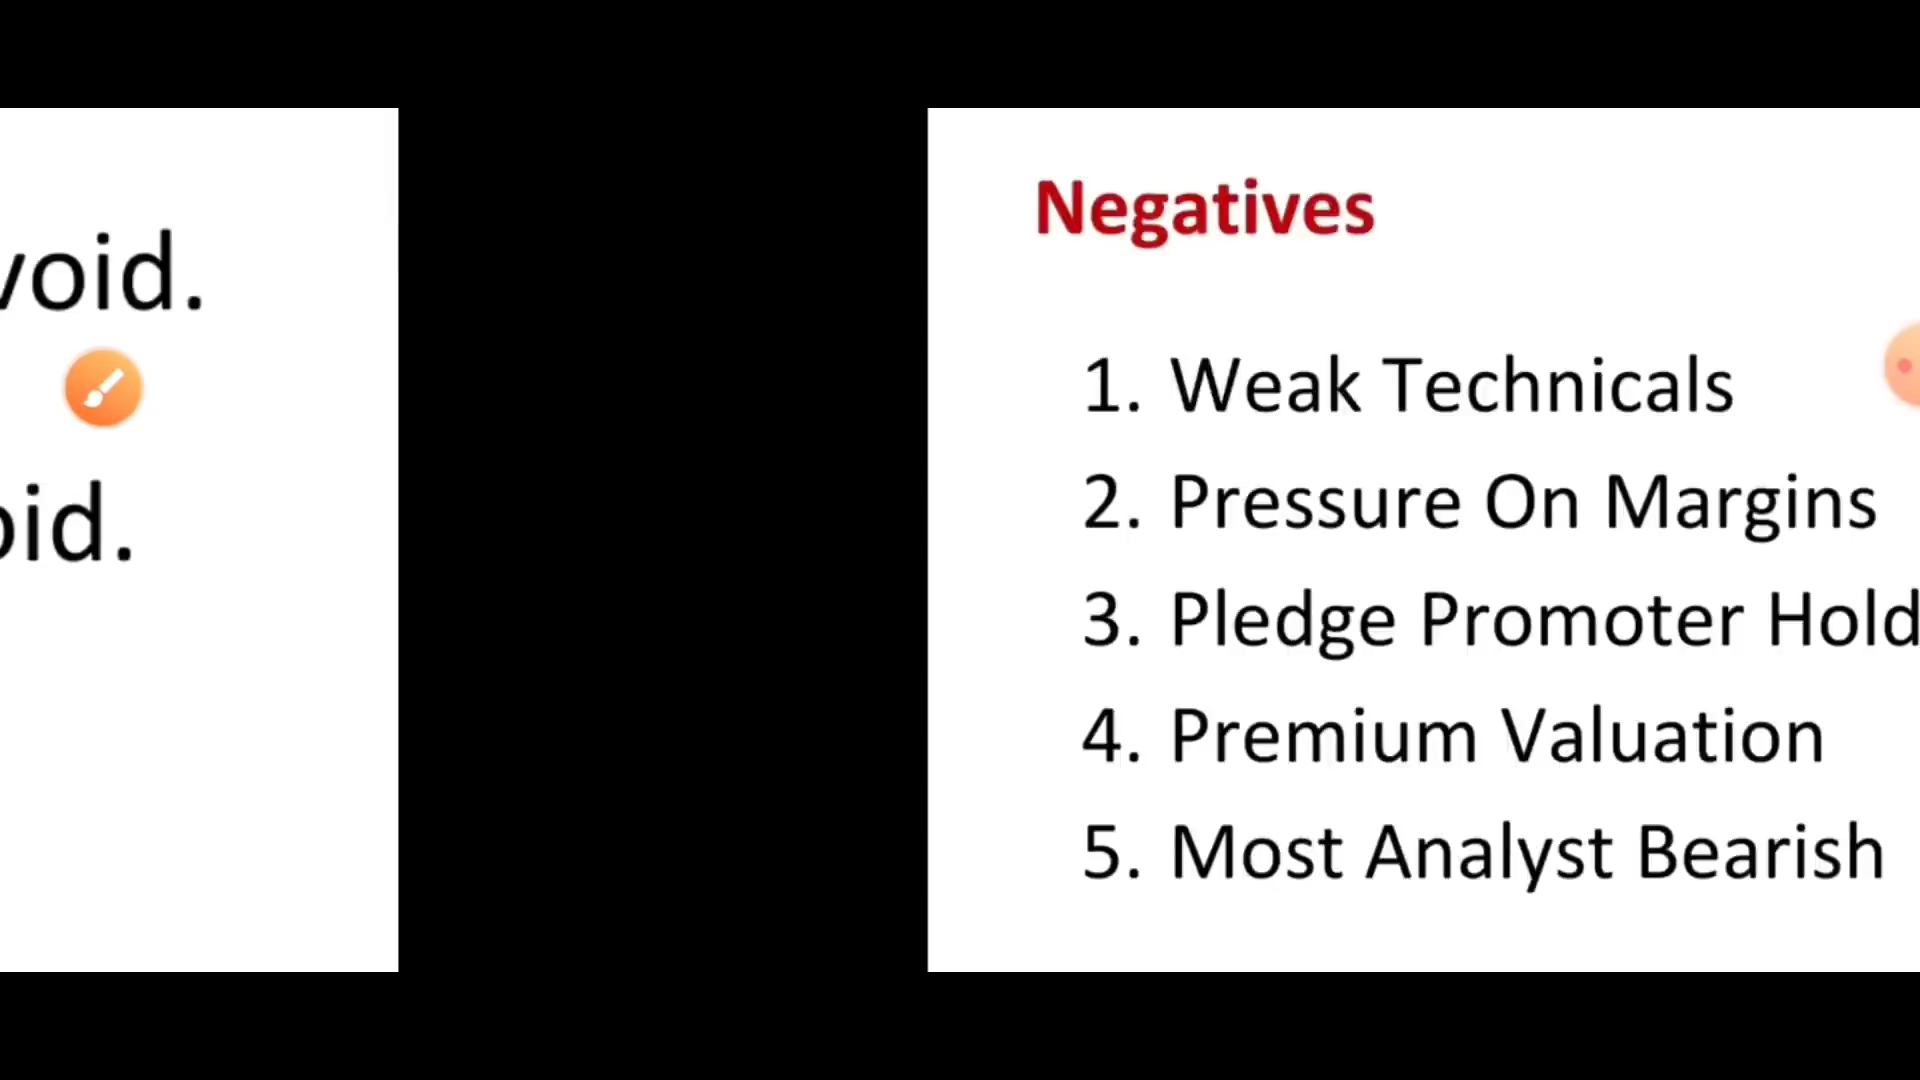 void.
oid.
Negatives
1. Weak Technicals
2. Pressure On Margins
3. Pledge Promoter Hold
4. Premium Valuation
5. Most Analyst Bearish